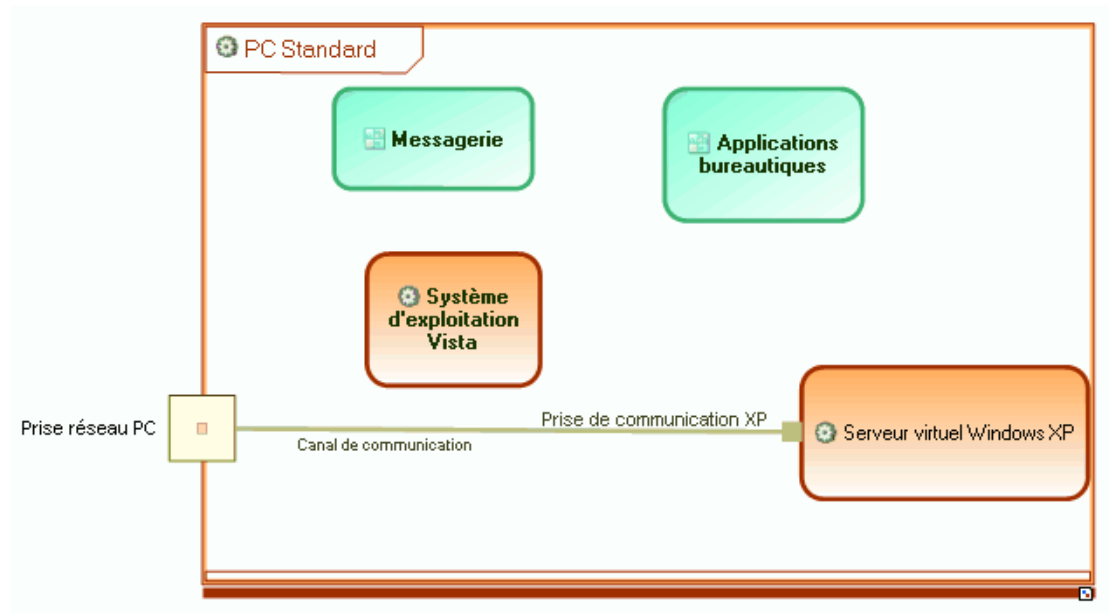 PC Standard
Messagerie
Applications
bureautiques
Système
d'exploitation
Vista
Prise réseau PC
Prise de communication XP
Canal de communication
Serveur virtuel Windows XP